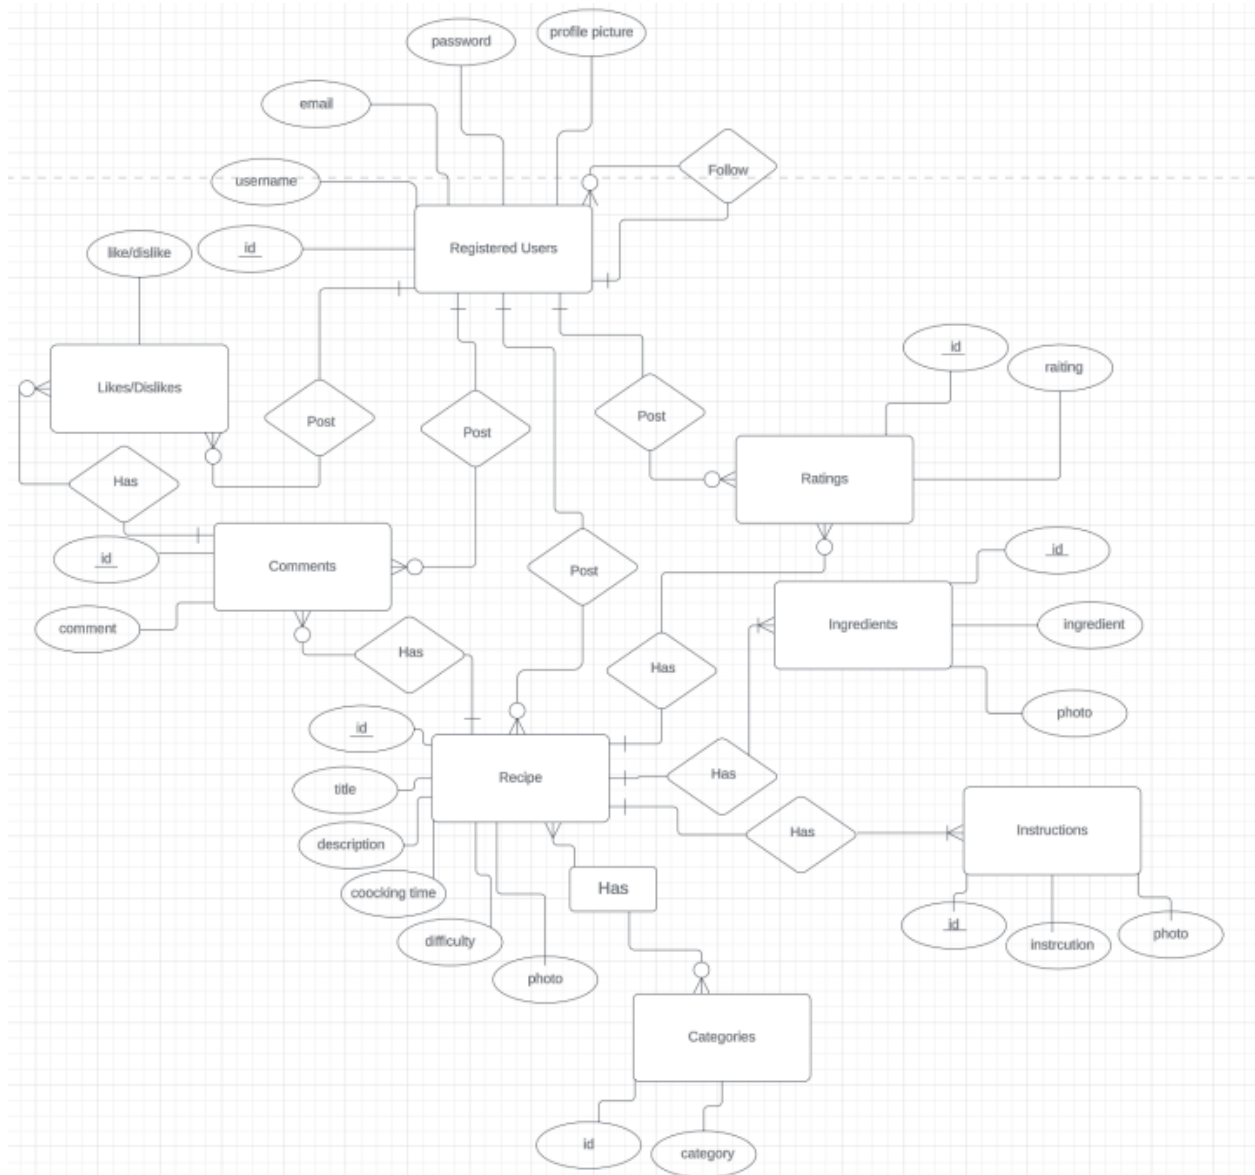 password
profile picture
email
Follow
username
Registered Users
id
like/dislike
id
raiting
Likes/Dislikes
Post
Post
Post
Ratings
Has
id
id
Comments
Post
comment
Has
Has
Ingredients
ingredient
photo
id
title
Recipe
Has
description
Has
Instructions
coocking time
Has
difficulty
photo
id
instrcution
photo
Categories
id
category